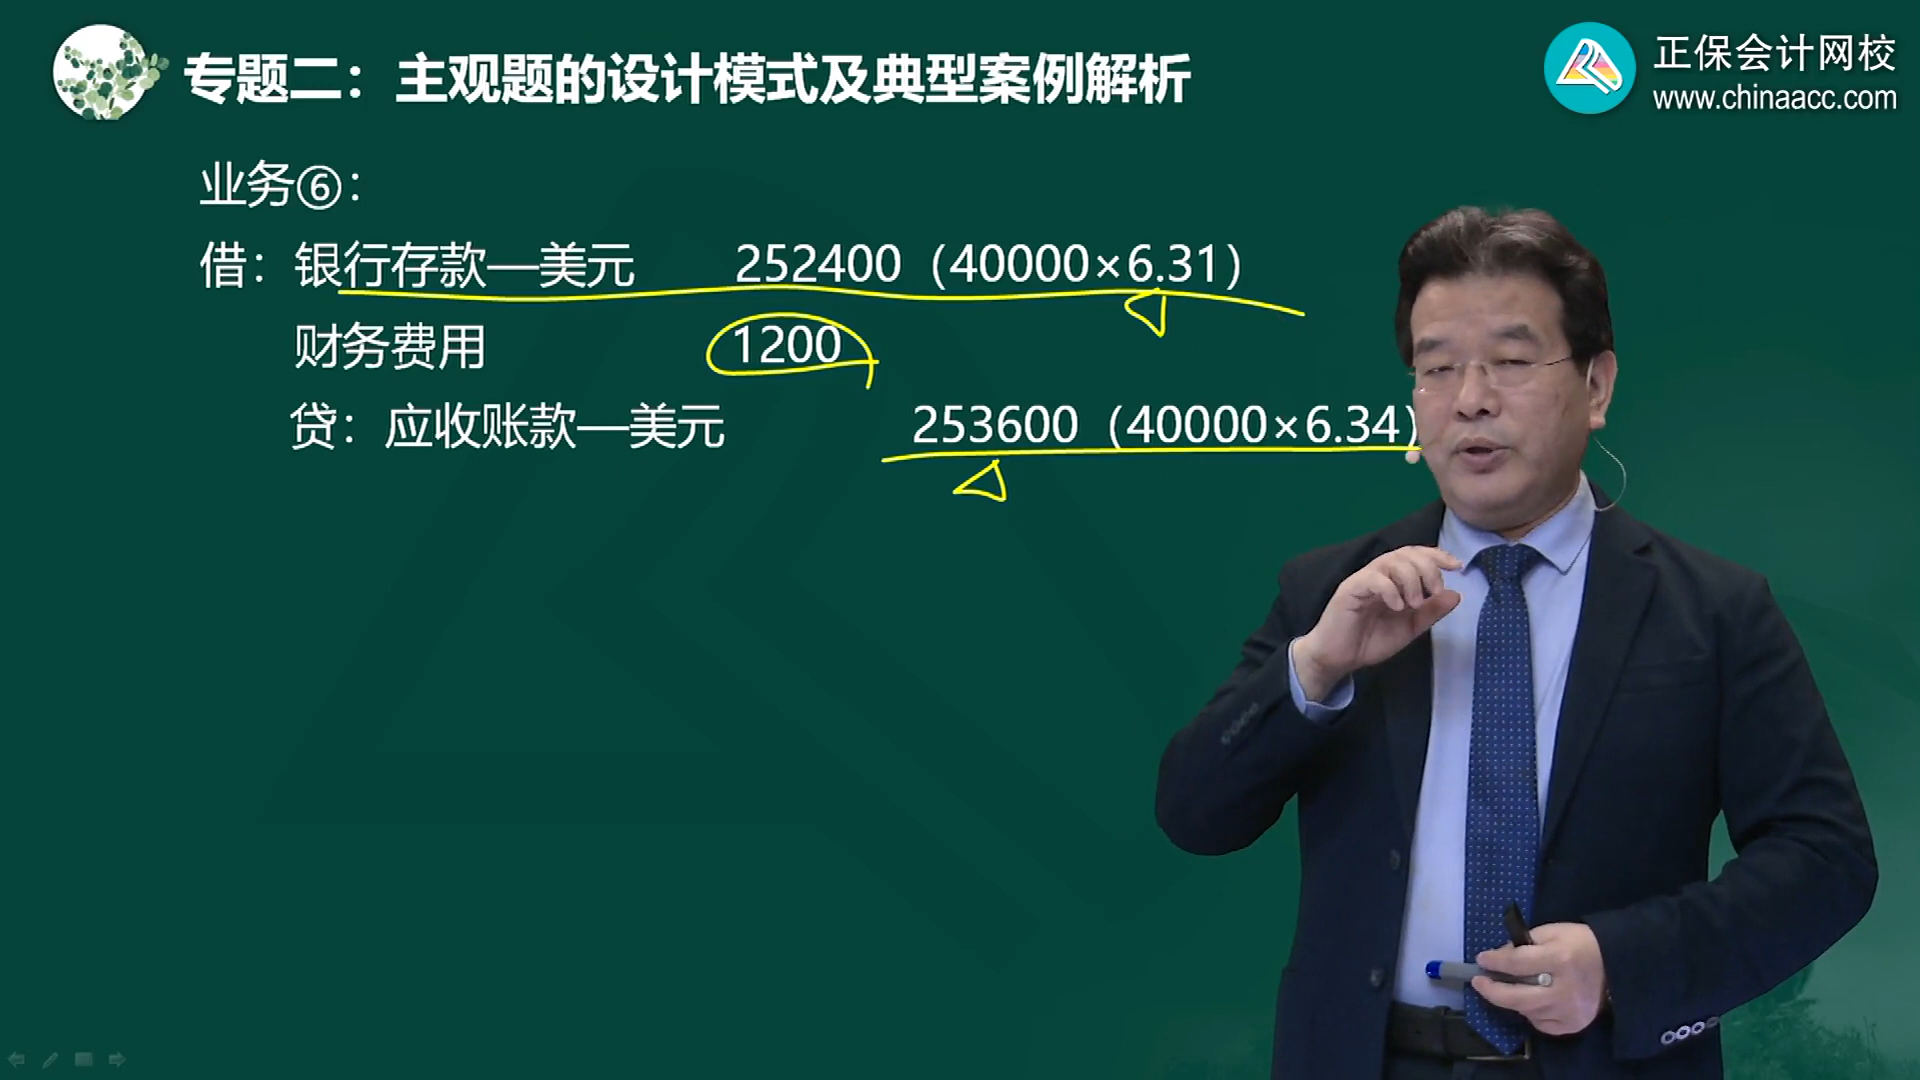 专题二：主观题的设计模式及典型案例解析
正保会计网校
www.chinaacc.com
业务⑥：
借：银行存款—美元 252400（40000×6.31）
财务费用 1200
贷：应收账款—美元 253600（40000×6.34）